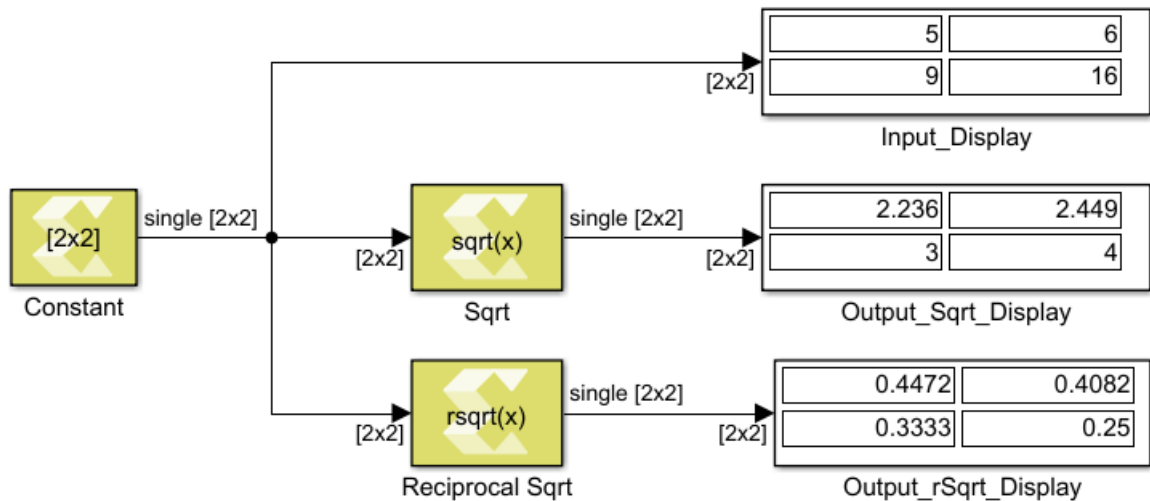 5 6
[2x2] 9 16
Input_Display
[2x2] single [2x2]
Constant
[2x2] sqrt(x) single [2x2]
Sqrt
[2x2] 2.236 2.449
3 4
Output_Sqrt_Display
[2x2] rsqrt(x) single [2x2]
Reciprocal Sqrt
[2x2] 0.4472 0.4082
0.3333 0.25
Output_rSqrt_Display